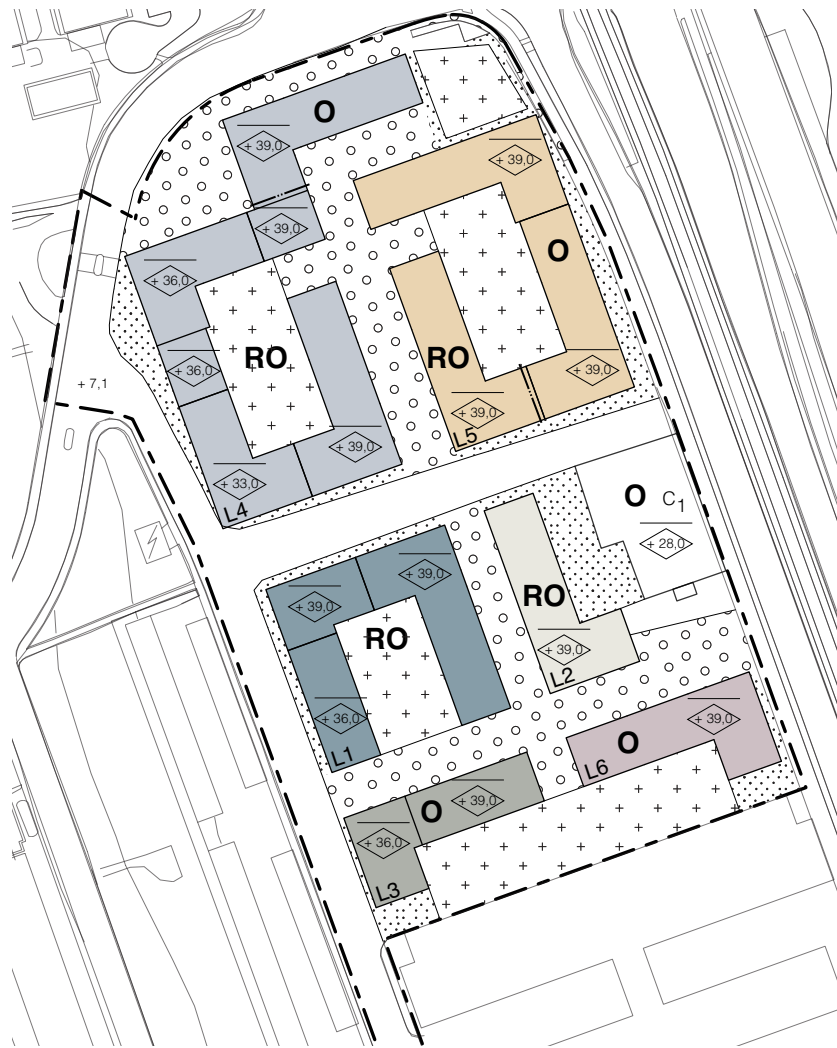 O
+ 39,0
+ 39,0
+ 39,0
+ 36,0
O
RO
RO
+ 36,0
+ 39,0
+ 7,1
+ 39,0
L5
+ 39,0
+ 33,0
L4
O C1
+ 28,0
+ 39,0
+ 39,0
RO
RO
+ 39,0
L2
+ 36,0
L1
+ 39,0
O
L6
O
+ 39,0
+ 36,0
L3